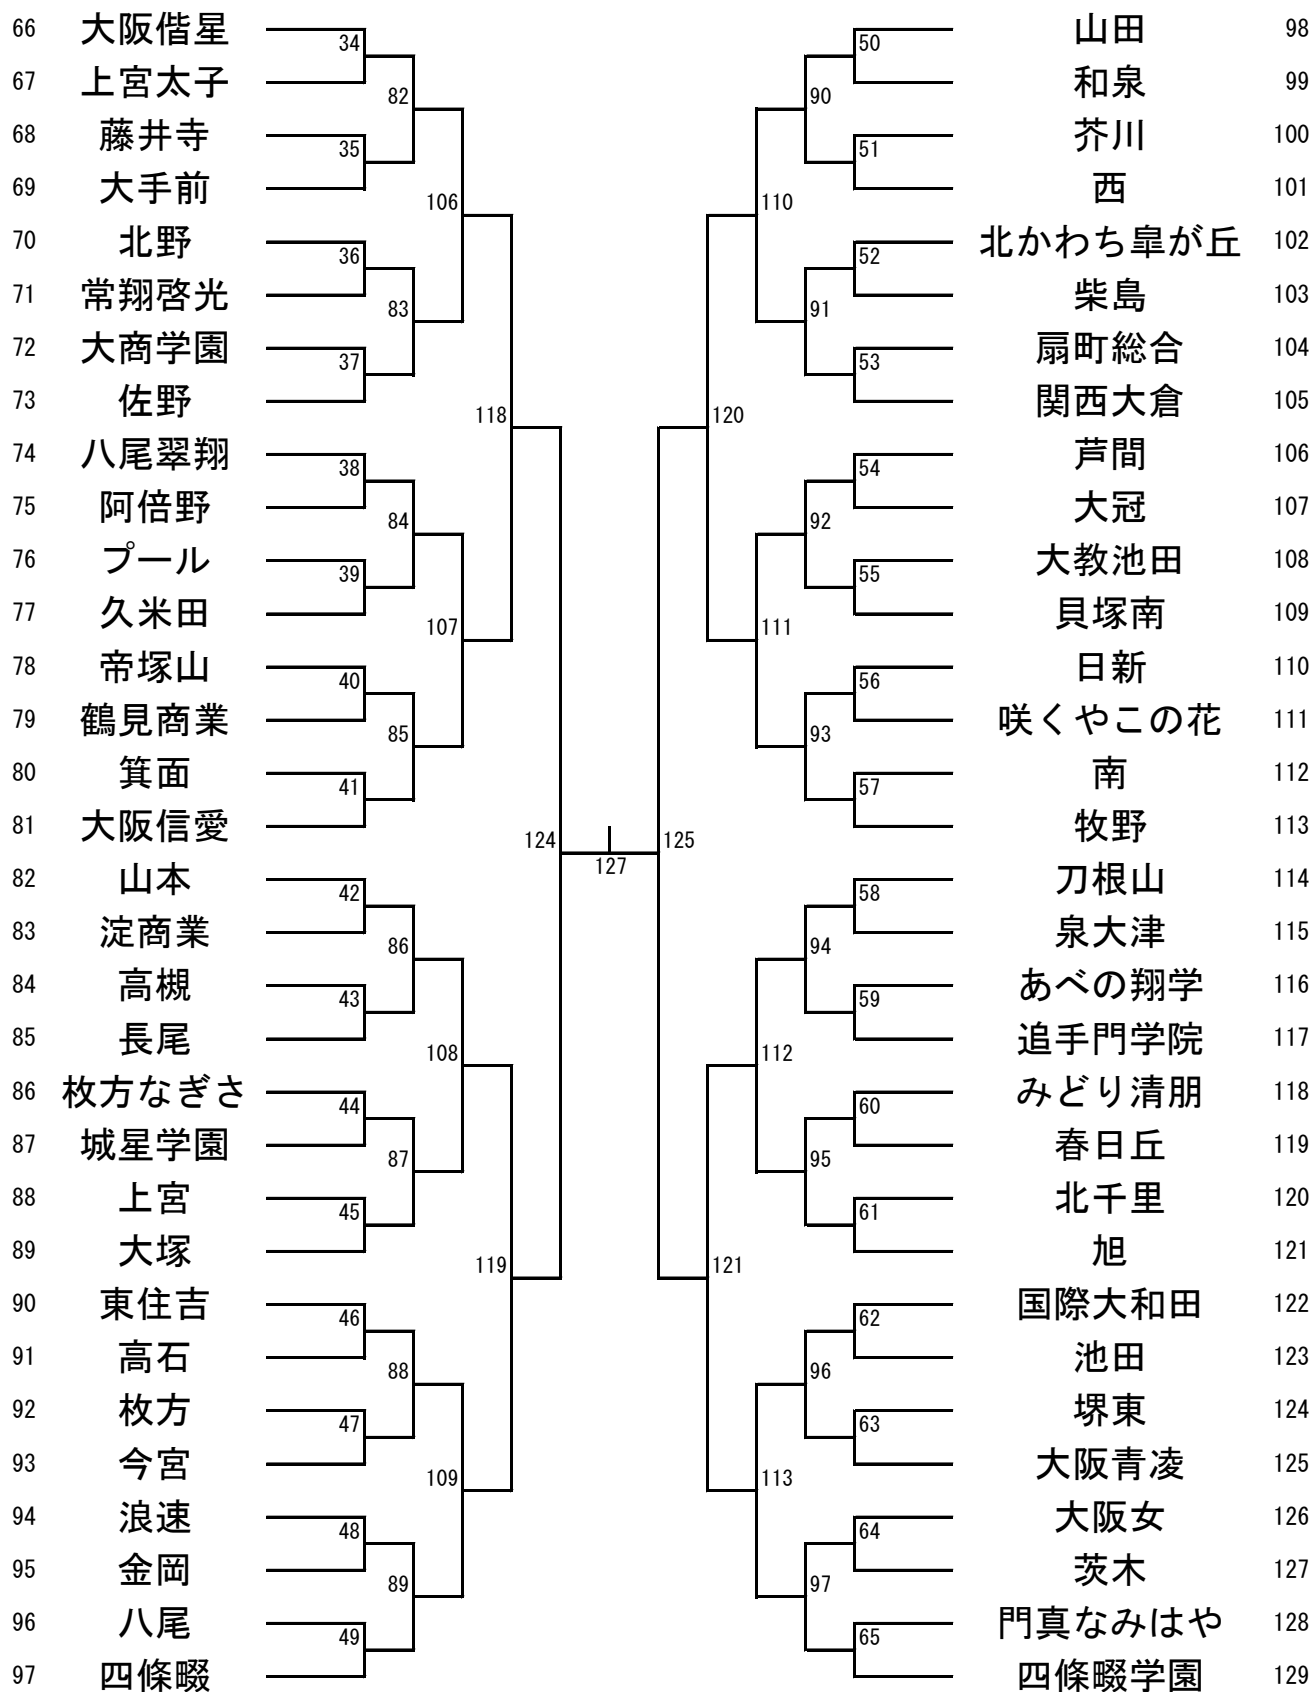 66 大阪偕星 34 50 山田 98
67 上宮太子 和泉 99
82 90
68 藤井寺 35 51 芥川 100
69 大手前 西 101
106 110
70 北野 36 52 北かわち皐が丘 102
71 常翔啓光 柴島 103
83 91
72 大商学園 37 53 扇町総合 104
73 佐野 関西大倉 105
118 120
74 八尾翠翔 38 54 芦間 106
75 阿倍野 大冠 107
84 92
76 プール 39 55 大教池田 108
77 久米田 貝塚南 109
107 111
78 帝塚山 40 56 日新 110
79 鶴見商業 咲くやこの花 111
85 93
80 箕面 41 57 南 112
81 大阪信愛 牧野 113
124 125
127
82 山本 42 58 刀根山 114
83 淀商業 泉大津 115
86 94
84 高槻 43 59 あべの翔学 116
85 長尾 追手門学院 117
108 112
86 枚方なぎさ 44 60 みどり清朋 118
87 城星学園 春日丘 119
87 95
88 上宮 45 61 北千里 120
89 大塚 旭 121
119 121
90 東住吉 46 62 国際大和田 122
91 高石 池田 123
88 96
92 枚方 47 63 堺東 124
93 今宮 大阪青凌 125
109 113
94 浪速 48 64 大阪女 126
95 金岡 茨木 127
89 97
96 八尾 49 65 門真なみはや 128
97 四條畷 四條畷学園 129